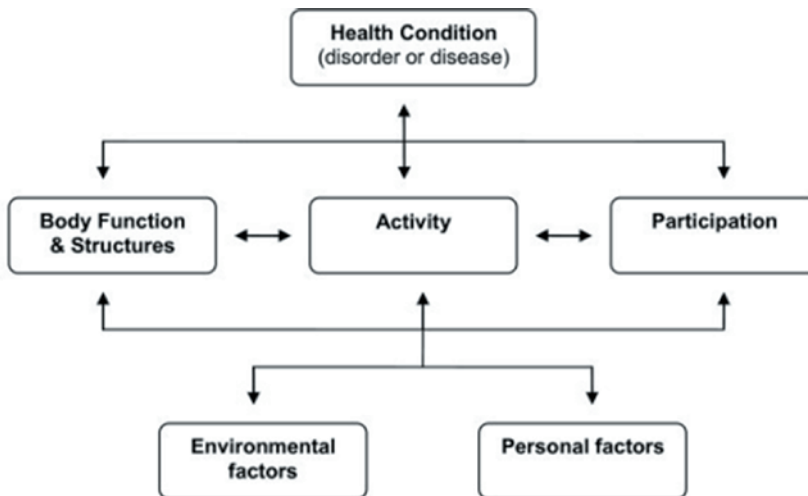 Health Condition
(disorder or disease)
Body Function
& Structures
Activity
Participation
Environmental
factors
Personal factors